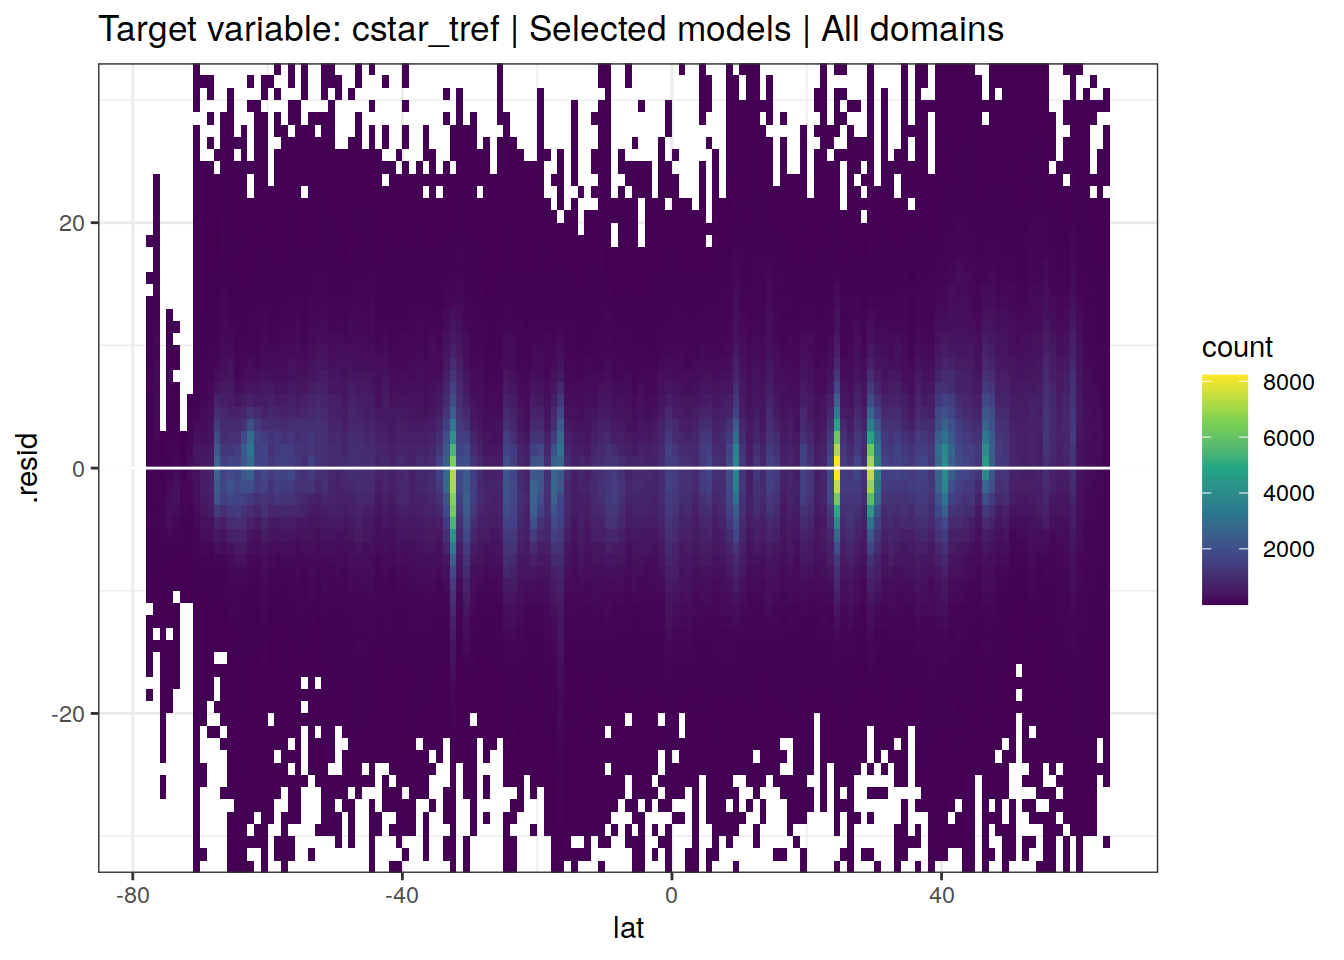 Target variable: cstar_tref | Selected models | All domains
20
0
-20
.resid
-80
-40
0
40
lat
count
8000
6000
4000
2000